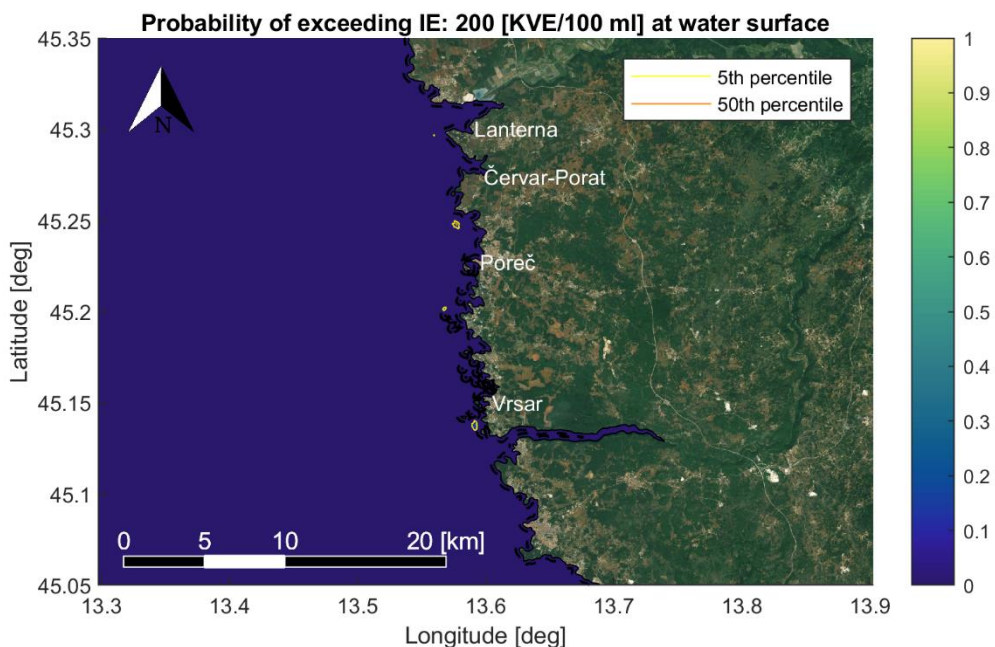 Probability of exceeding IE: 200 [KVE/100 ml] at water surface
45.35
45.3
45.25
45.2
45.15
45.1
45.05
Latitude [deg]
N
5th percentile
50th percentile
Lanterna
Červar-Porat
Poreč
Vrsar
0 5 10 20 [km]
13.3 13.4 13.5 13.6 13.7 13.8 13.9
Longitude [deg]
1
0.9
0.8
0.7
0.6
0.5
0.4
0.3
0.2
0.1
0